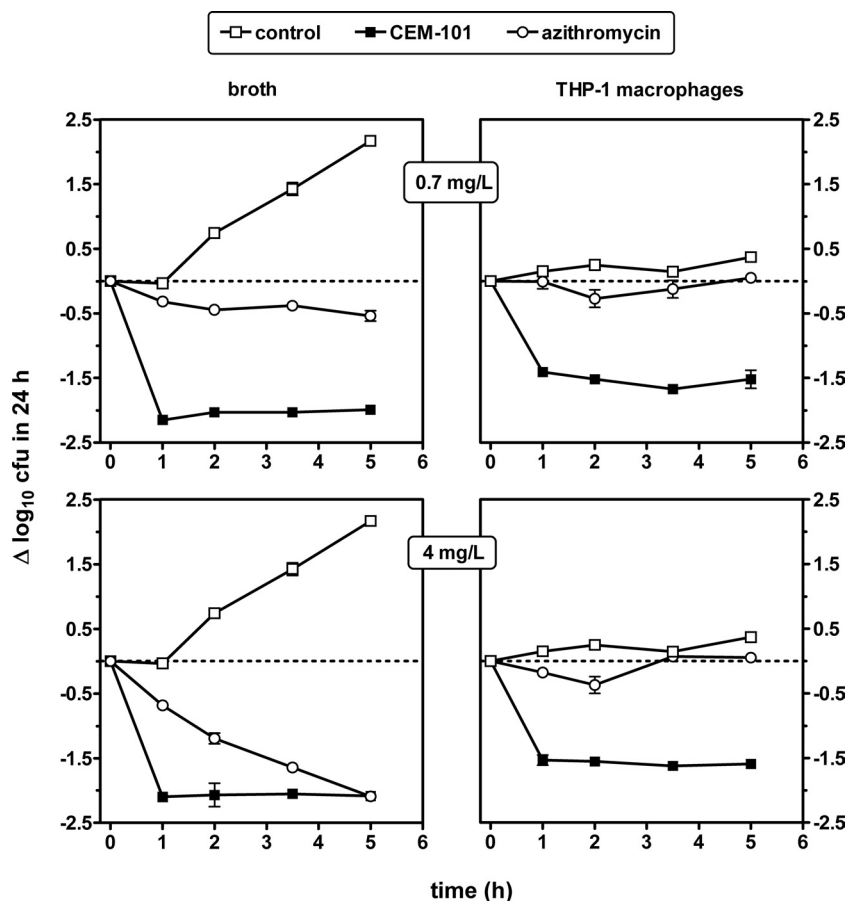 control CEM-101 azithromycin
broth THP-1 macrophages
2.5 2.5
1.5 1.5
0.5 0.5
-0.5 -0.5
-1.5 -1.5
-2.5 -2.5
0.7 mg/L
0 1 2 3 4 5 6 0 1 2 3 4 5 6
2.5 2.5
1.5 1.5
0.5 0.5
-0.5 -0.5
-1.5 -1.5
-2.5 -2.5
4 mg/L
0 1 2 3 4 5 6 0 1 2 3 4 5 6
Δ log₁₀ cfu in 24 h
time (h)